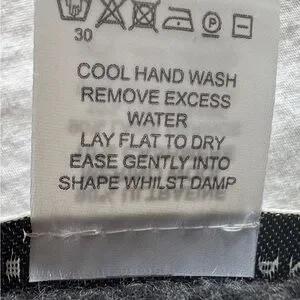 30
P
COOL HAND WASH
REMOVE EXCESS
WATER
LAY FLAT TO DRY
EASE GENTLY INTO
SHAPE WHILST DAMP